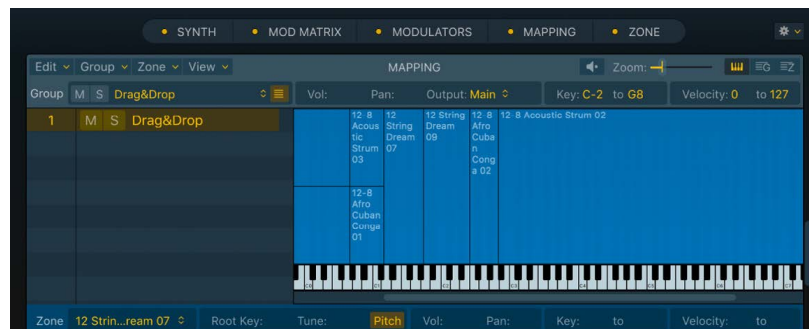 SYNTH MOD MATRIX MODULATORS MAPPING ZONE
Edit Group Zone View MAPPING Zoom:
Group M S Drag&Drop Vol: Pan: Output: Main Key: C-2 to G8 Velocity: 0 to 127
1 M S Drag&Drop
12-8 Acous tic Strum 03
12 String Dream 07
12 String Dream 09
12-8 Afro Cuba n Cong a 02
12-8 Acoustic Strum 02
12-8 Afro Cuban Conga 01
Zone 12 Strin...ream 07 Root Key: Tune: Pitch Vol: Pan: Key: to Velocity: to